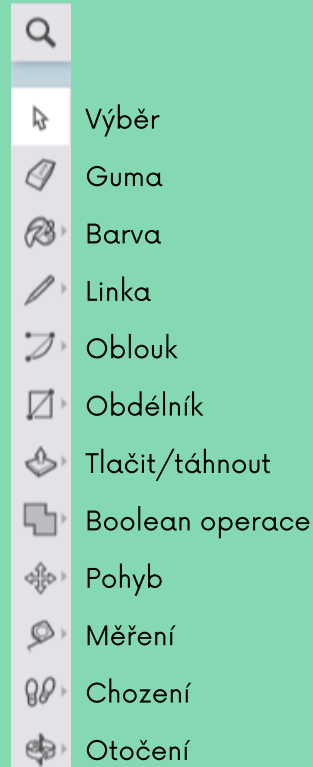 Výběr
Guma
Barva
Linka
Oblouk
Obdélník
Tlačit/táhnout
Boolean operace
Pohyb
Měření
Chození
Otočení